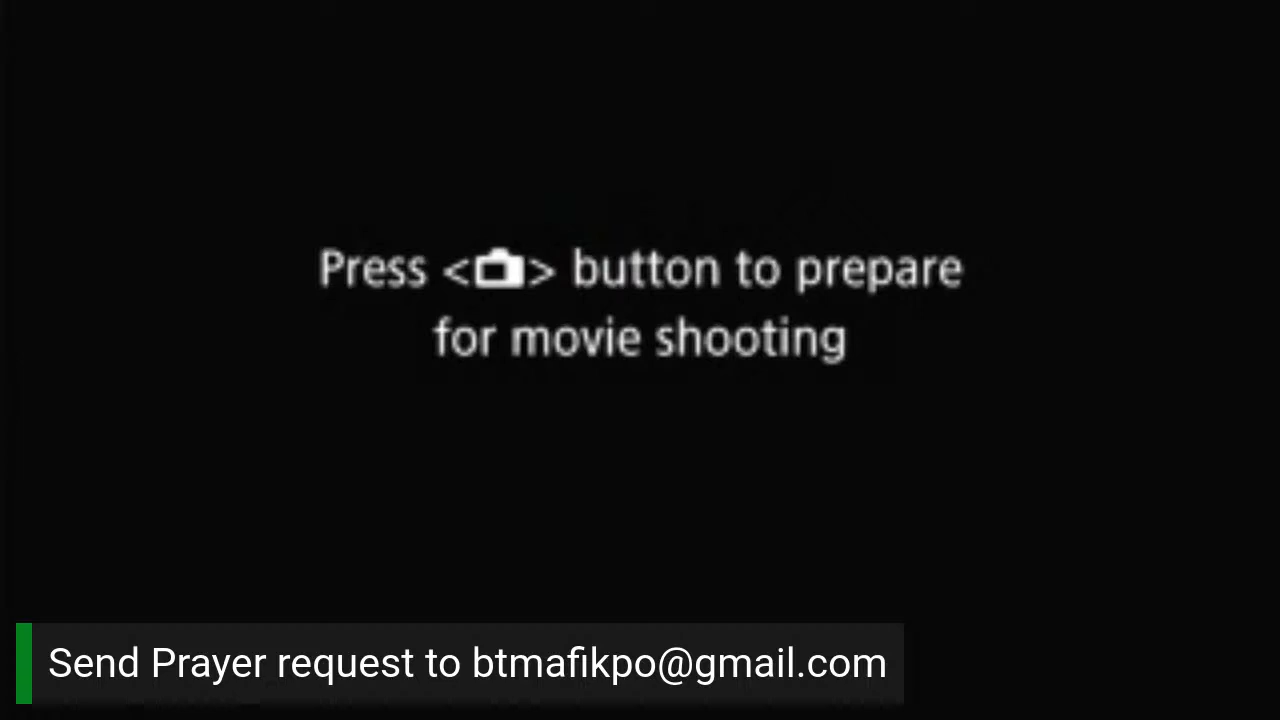 Press <📷> button to prepare
for movie shooting
Send Prayer request to btmafikpo@gmail.com